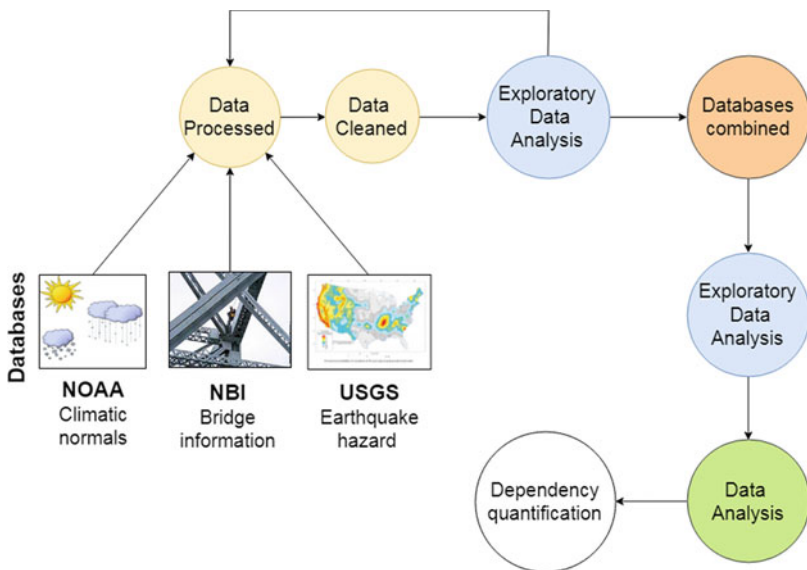 Data
Processed
Data
Cleaned
Exploratory
Data
Analysis
Databases
combined
Databases
NOAA
Climatic
normals
NBI
Bridge
information
USGS
Earthquake
hazard
Exploratory
Data
Analysis
Data
Analysis
Dependency
quantification